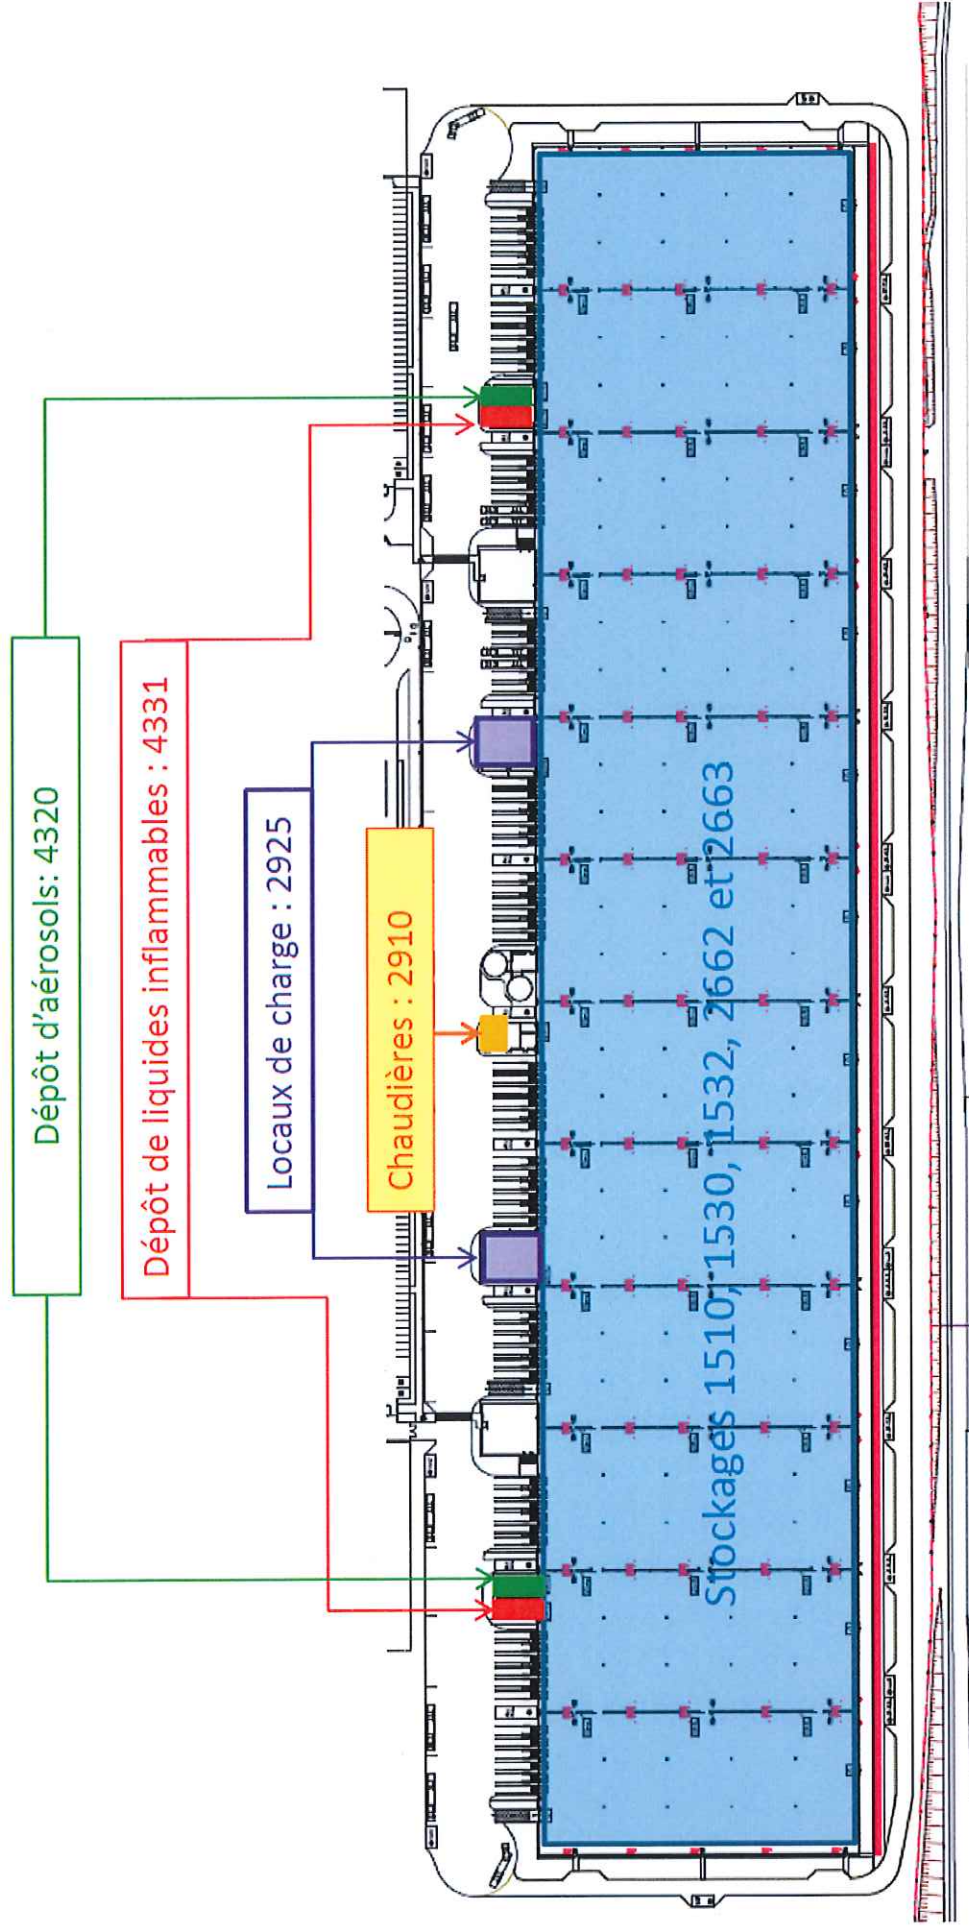 Dépôt d'aérosols: 4320
Dépôt de liquides inflammables : 4331
Locaux de charge : 2925
Chaudières : 2910
Stockages 1510, 1530, 1532, 2662 et 2663